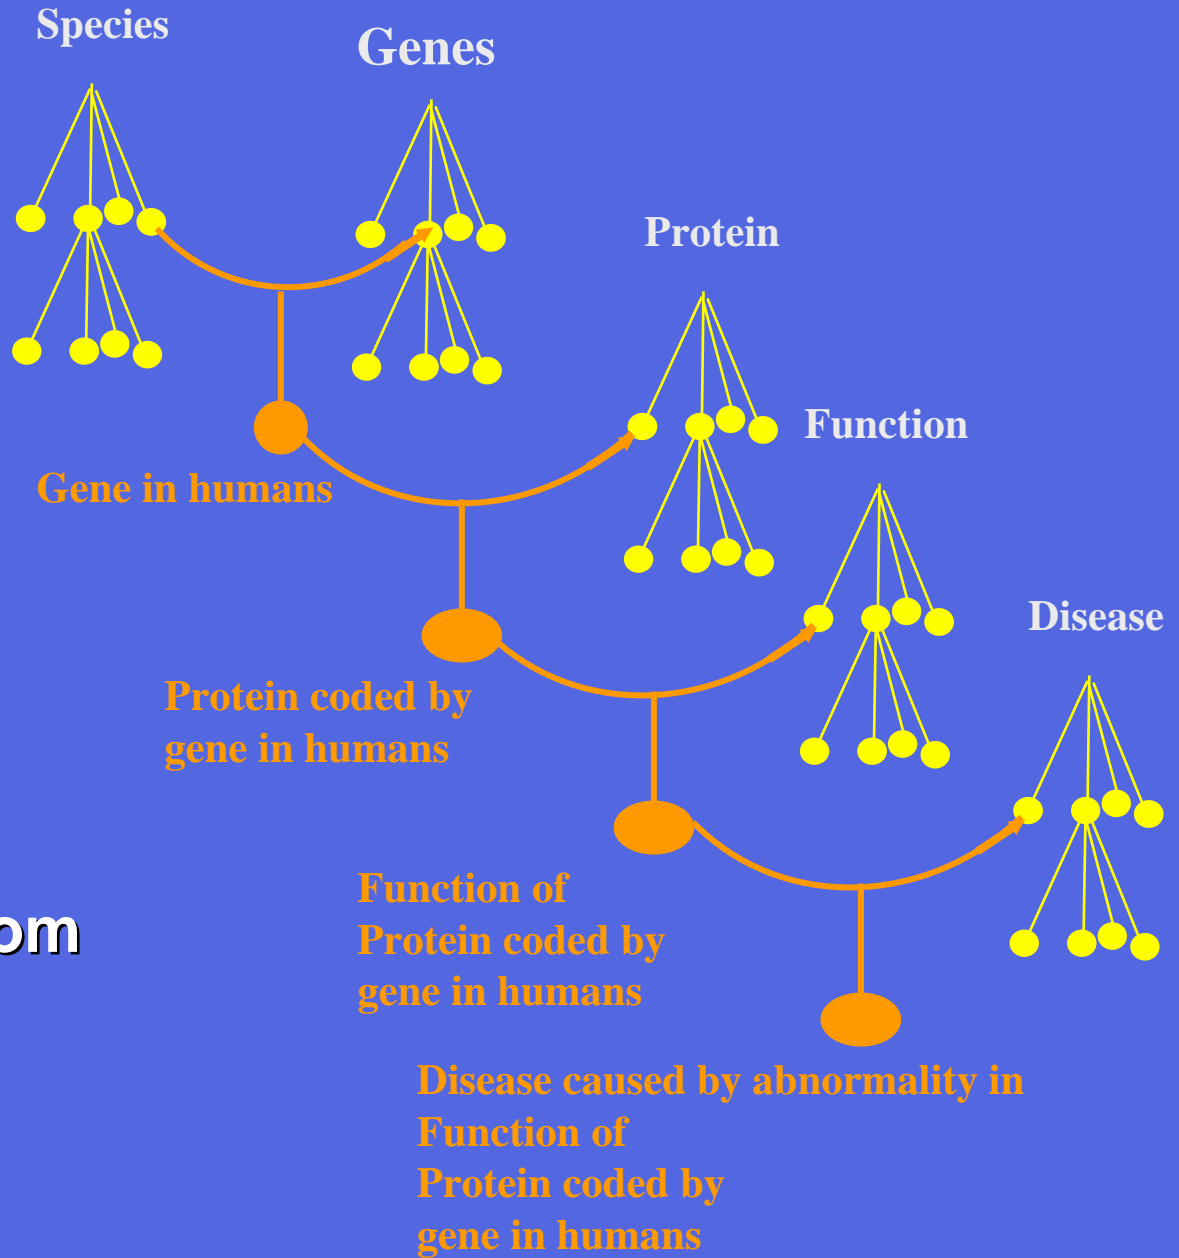 Species
Genes
Protein
Function
Disease
Gene in humans
Protein coded by
gene in humans
Function of
Protein coded by
gene in humans
om
Disease caused by abnormality in
Function of
Protein coded by
gene in humans